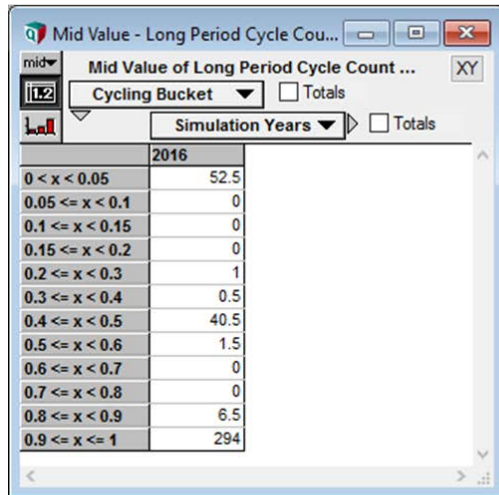 Mid Value - Long Period Cycle Cou...
mid Mid Value of Long Period Cycle Count ... XY
1.2 Cycling Bucket Totals
Simulation Years Totals
2016
0 < x < 0.05 52.5
0.05 <= x < 0.1 0
0.1 <= x < 0.15 0
0.15 <= x < 0.2 0
0.2 <= x < 0.3 1
0.3 <= x < 0.4 0.5
0.4 <= x < 0.5 40.5
0.5 <= x < 0.6 1.5
0.6 <= x < 0.7 0
0.7 <= x < 0.8 0
0.8 <= x < 0.9 6.5
0.9 <= x <= 1 294